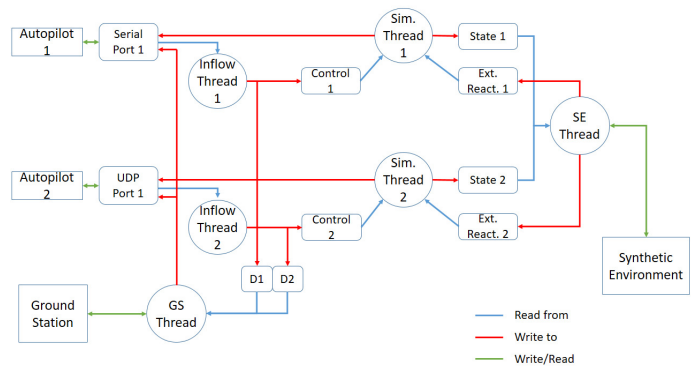 Autopilot
1
Serial
Port 1
Inflow
Thread
1
Control
1
Sim.
Thread
1
State 1
Ext.
React. 1
SE
Thread
Autopilot
2
UDP
Port 1
Inflow
Thread
2
Control
2
Sim.
Thread
2
State 2
Ext.
React. 2
Synthetic
Environment
D1
D2
Ground
Station
GS
Thread
Read from
Write to
Write/Read